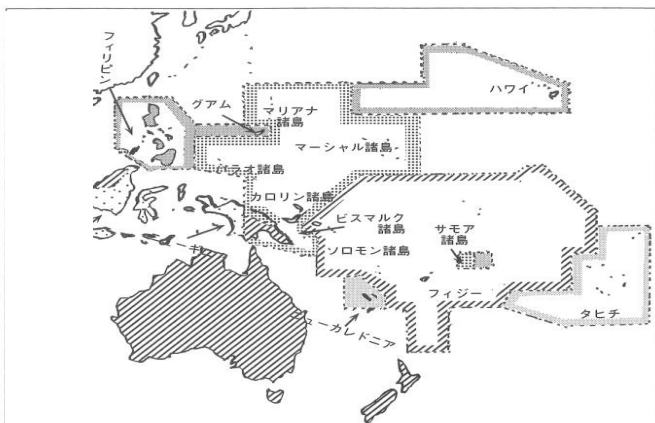 フィリピン
グアム
マリアナ
諸島
ハワイ
マーシャル諸島
パラオ諸島
カロリン諸島
ビスマルク
諸島
サモア
諸島
ソロモン諸島
フィジー
ニューカレドニア
タヒチ